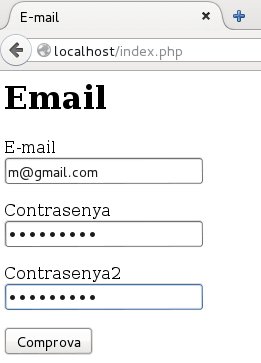 E-mail
localhost/index.php
Email
E-mail
m@gmail.com
Contrasenya
•••••••••
Contrasenya2
•••••••••
Comprova